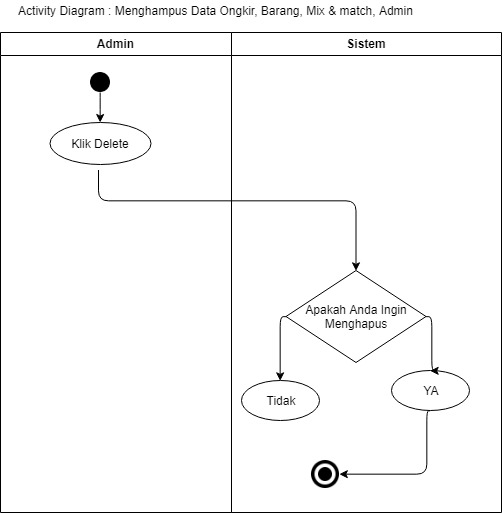 Activity Diagram : Menghampus Data Ongkir, Barang, Mix & match, Admin
Admin
Sistem
Klik Delete
Apakah Anda Ingin
Menghapus
Tidak
YA